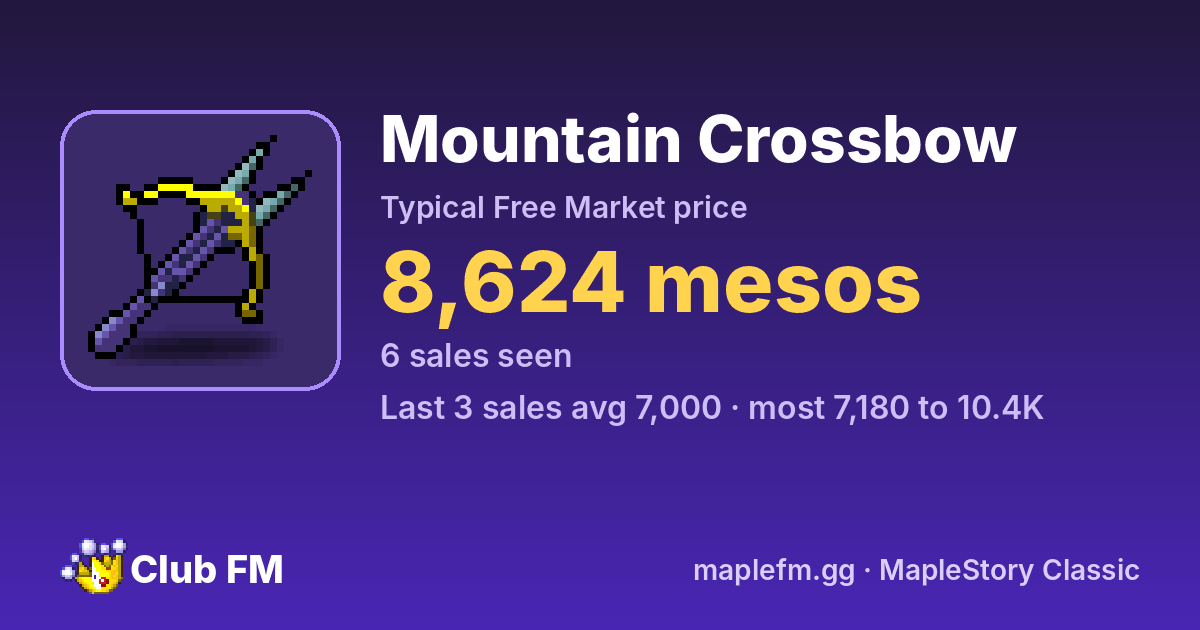 Mountain Crossbow
Typical Free Market price
8,624 mesos
6 sales seen
Last 3 sales avg 7,000 · most 7,180 to 10.4K
Club FM
maplefm.gg · MapleStory Classic